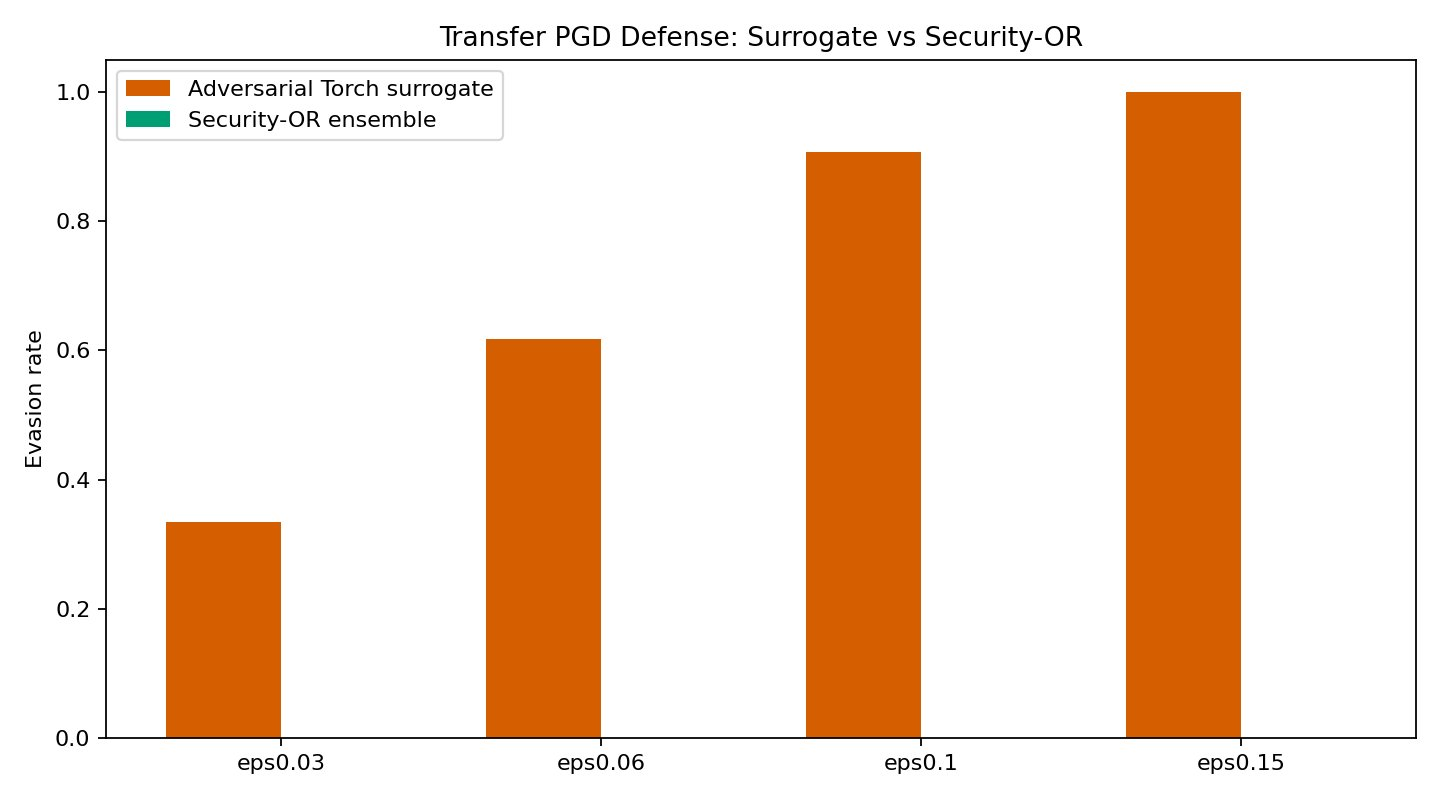 Transfer PGD Defense: Surrogate vs Security-OR
Adversarial Torch surrogate
Security-OR ensemble
Evasion rate
1.0
0.8
0.6
0.4
0.2
0.0
eps0.03 eps0.06 eps0.1 eps0.15